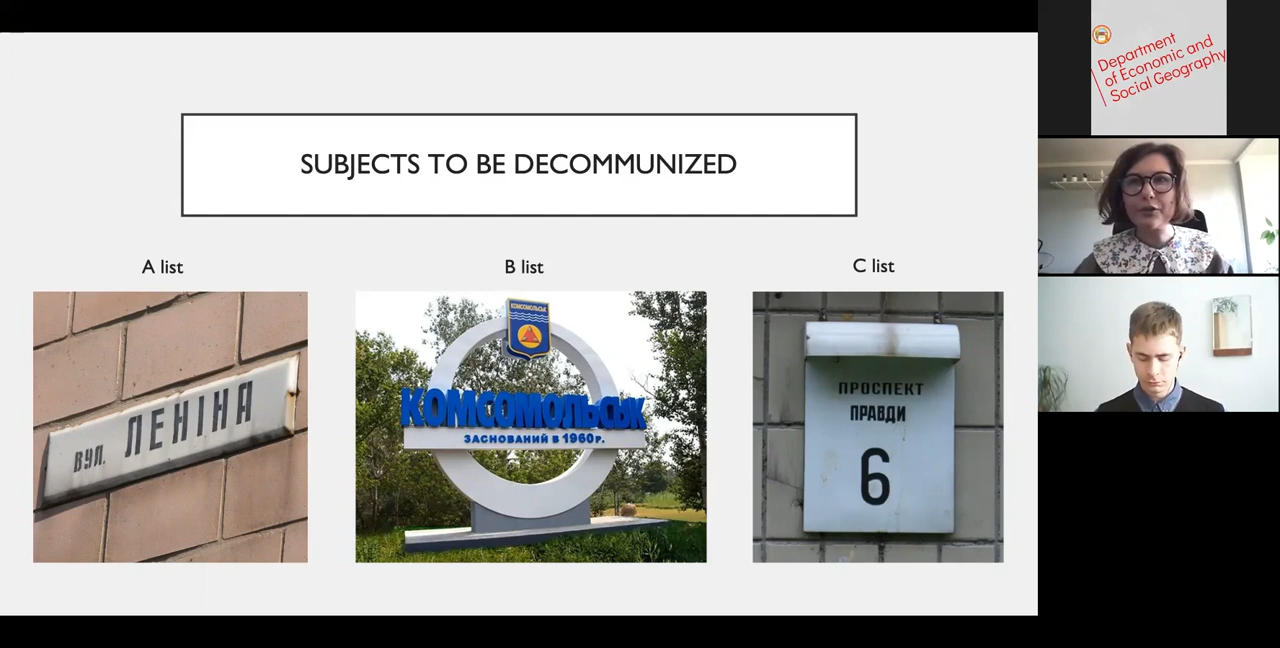 SUBJECTS TO BE DECOMMUNIZED
A list
B list
C list
вул. ЛЕНІНА
КОМСОМОЛЬСЬК
КОМСОМОЛЬСЬК
ЗАСНОВАНИЙ В 1960 р.
ПРОСПЕКТ
ПРАВДИ
6
Department
of Economic and
Social Geography